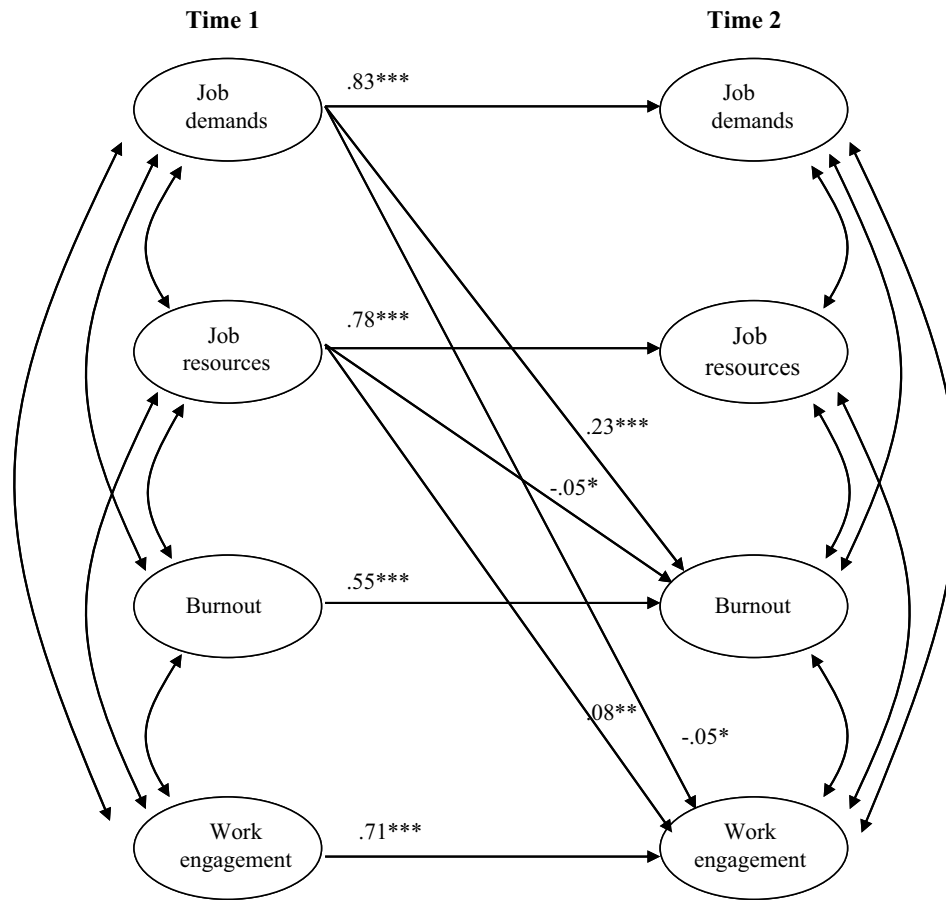 Time 1
Time 2
.83***
Job
demands
Job
demands
.78***
Job
resources
Job
resources
.23***
-.05*
.55***
Burnout
Burnout
.08**
-.05*
.71***
Work
engagement
Work
engagement